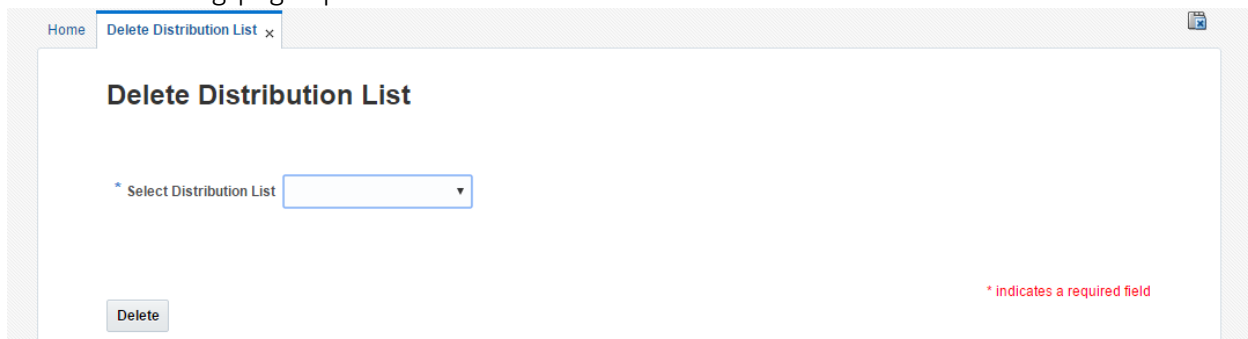 Home Delete Distribution List x
Delete Distribution List
* Select Distribution List
* indicates a required field
Delete